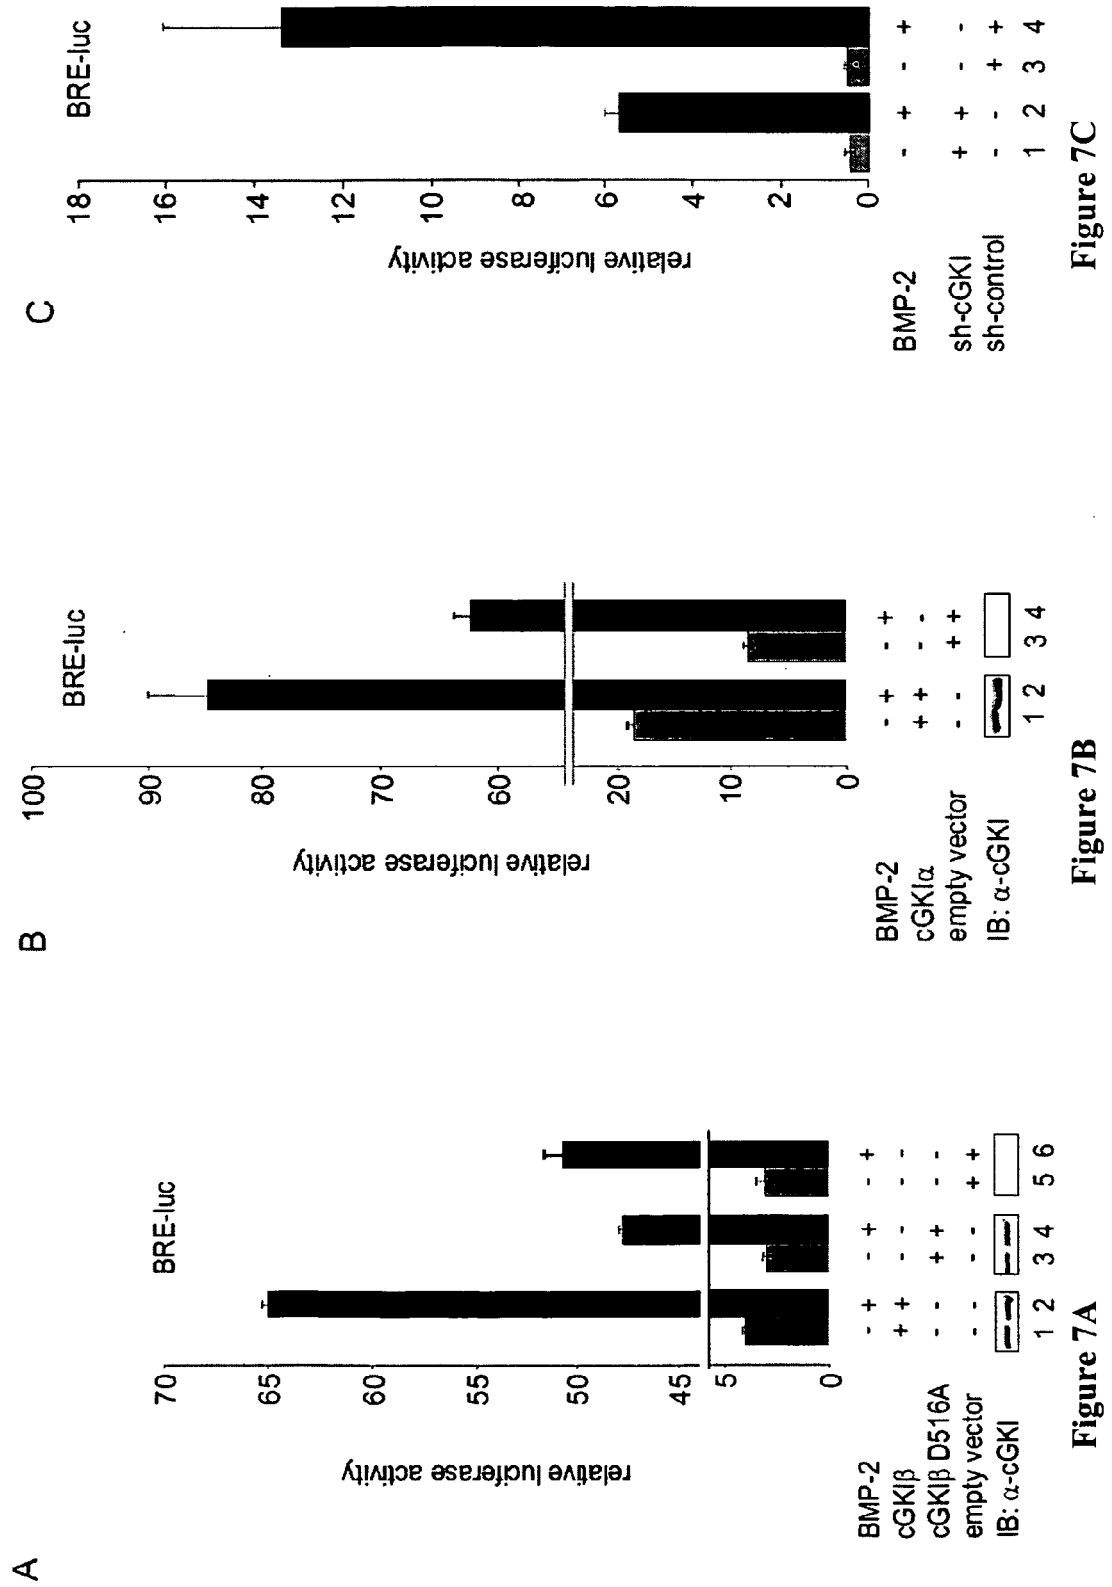 A
BRE-luc
relative luciferase activity
70
65
60
55
50
45
5
0
BMP-2 - + - + - +
cGKIβ + + - - - -
cGKIβ D516A - - + + - -
empty vector - - - - + +
IB: α-cGKI
1 2 3 4 5 6
Figure 7A
B
BRE-luc
relative luciferase activity
100
90
80
70
60
20
10
0
BMP-2 - + - +
cGKIα + + - -
empty vector - - + +
IB: α-cGKI
1 2 3 4
Figure 7B
C
BRE-luc
relative luciferase activity
18
16
14
12
10
8
6
4
2
0
BMP-2 - + - +
sh-cGKI + + - -
sh-control - - + +
1 2 3 4
Figure 7C